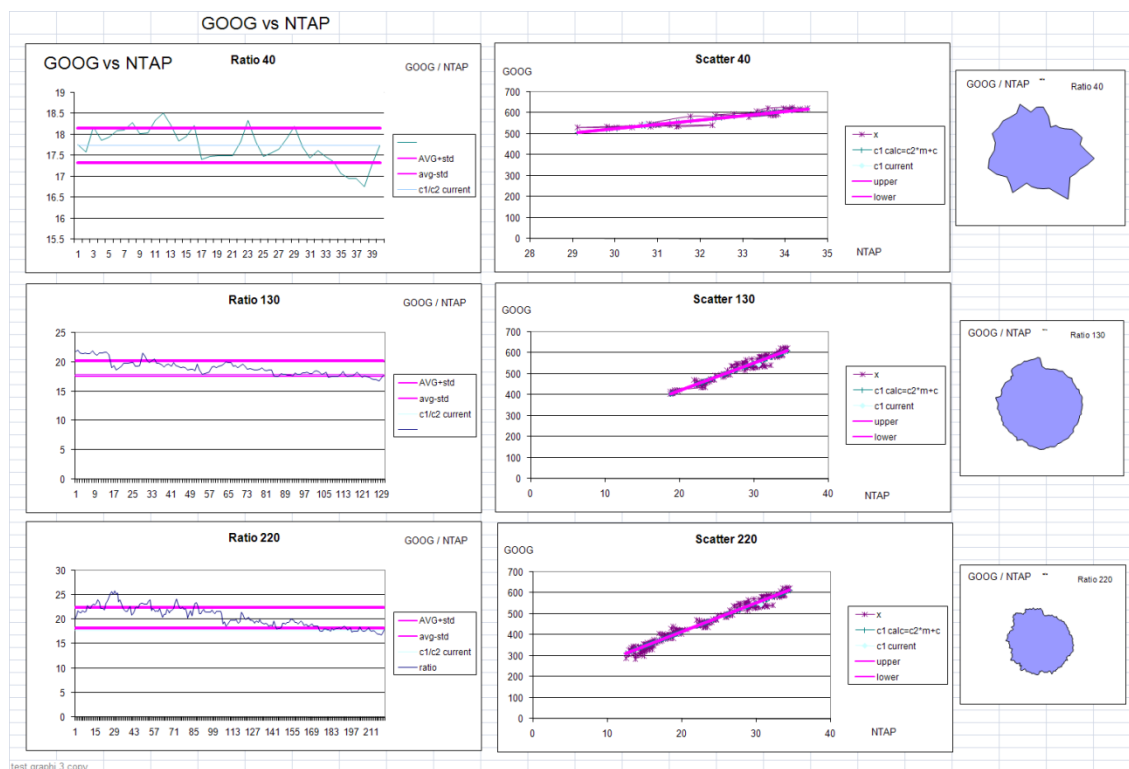 GOOG vs NTAP
GOOG vs NTAP
Ratio 40
GOOG / NTAP
19
18.5
18
17.5
17
16.5
16
15.5
1 3 5 7 9 11 13 15 17 19 21 23 25 27 29 31 33 35 37 39
AVG+std
avg-std
c1/c2 current
Scatter 40
GOOG
700
600
500
400
300
200
100
0
28 29 30 31 32 33 34 35
NTAP
x
c1 calc=c2*m+c
c1 current
upper
lower
GOOG / NTAP
Ratio 40
Ratio 130
GOOG / NTAP
25
20
15
10
5
0
1 9 17 25 33 41 49 57 65 73 81 89 97 105 113 121 129
AVG+std
avg-std
c1/c2 current
Scatter 130
GOOG
700
600
500
400
300
200
100
0
0 10 20 30 40
NTAP
x
c1 calc=c2*m+c
c1 current
upper
lower
GOOG / NTAP
Ratio 130
Ratio 220
GOOG / NTAP
30
25
20
15
10
5
0
1 15 29 43 57 71 85 99 113 127 141 155 169 183 197 211
AVG+std
avg-std
c1/c2 current
ratio
Scatter 220
GOOG
700
600
500
400
300
200
100
0
0 10 20 30 40
NTAP
x
c1 calc=c2*m+c
c1 current
upper
lower
GOOG / NTAP
Ratio 220
test graphi 3 copy